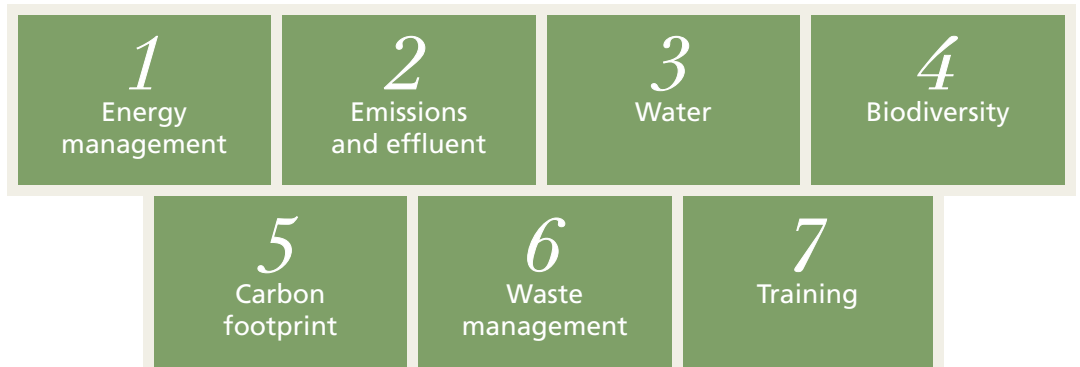 1
Energy
management
2
Emissions
and effluent
3
Water
4
Biodiversity
5
Carbon
footprint
6
Waste
management
7
Training